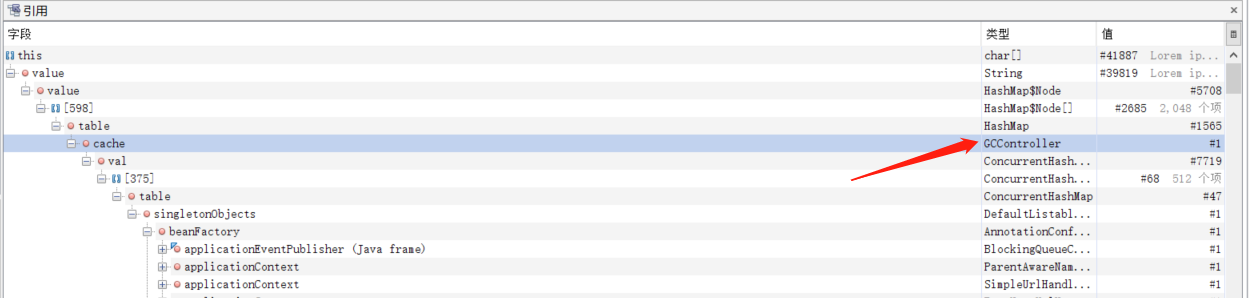 引用
字段 类型 值
this char[] #41887 Lorem ip...
value String #39819 Lorem ip...
value HashMap$Node #5708
[598] HashMap$Node[] #2685 2,048 个项
table HashMap #1565
cache GCController #1
val ConcurrentHash... #7719
[375] ConcurrentHash... #68 512 个项
table ConcurrentHashMap #47
singletonObjects DefaultListabl... #1
beanFactory AnnotationConf... #1
applicationEventPublisher (Java frame) BlockingQueueC... #1
applicationContext ParentAwareNam... #1
applicationContext SimpleUrlHandl... #1